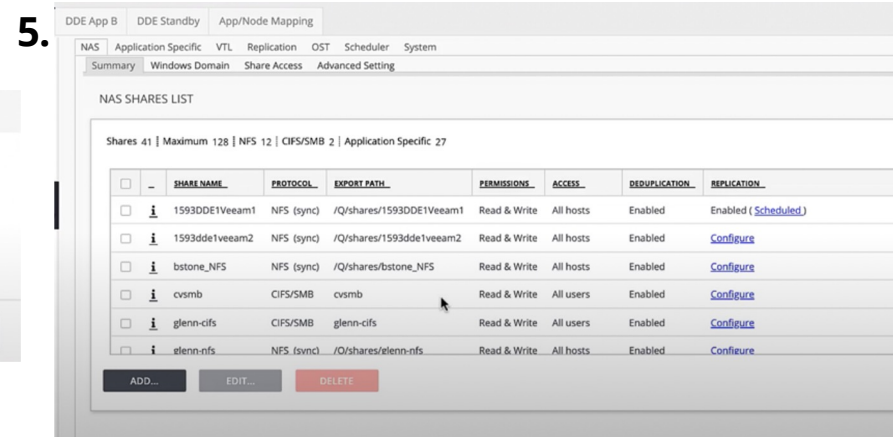 5.
DDE App B DDE Standby App/Node Mapping
NAS Application Specific VTL Replication OST Scheduler System
Summary Windows Domain Share Access Advanced Setting
NAS SHARES LIST
Shares 41 | Maximum 128 | NFS 12 | CIFS/SMB 2 | Application Specific 27
_ SHARE NAME PROTOCOL EXPORT PATH PERMISSIONS ACCESS DEDUPLICATION REPLICATION
i 1593DDE1Veeam1 NFS (sync) /Q/shares/1593DDE1Veeam1 Read & Write All hosts Enabled Enabled ( Scheduled )
i 1593dde1veeam2 NFS (sync) /Q/shares/1593dde1veeam2 Read & Write All hosts Enabled Configure
i bstone_NFS NFS (sync) /Q/shares/bstone_NFS Read & Write All hosts Enabled Configure
i cvsmb CIFS/SMB cvsmb Read & Write All users Enabled Configure
i glenn-cifs CIFS/SMB glenn-cifs Read & Write All users Enabled Configure
i glenn-nfs NFS (sync) /Q/shares/glenn-nfs Read & Write All hosts Enabled Configure
ADD... EDIT... DELETE